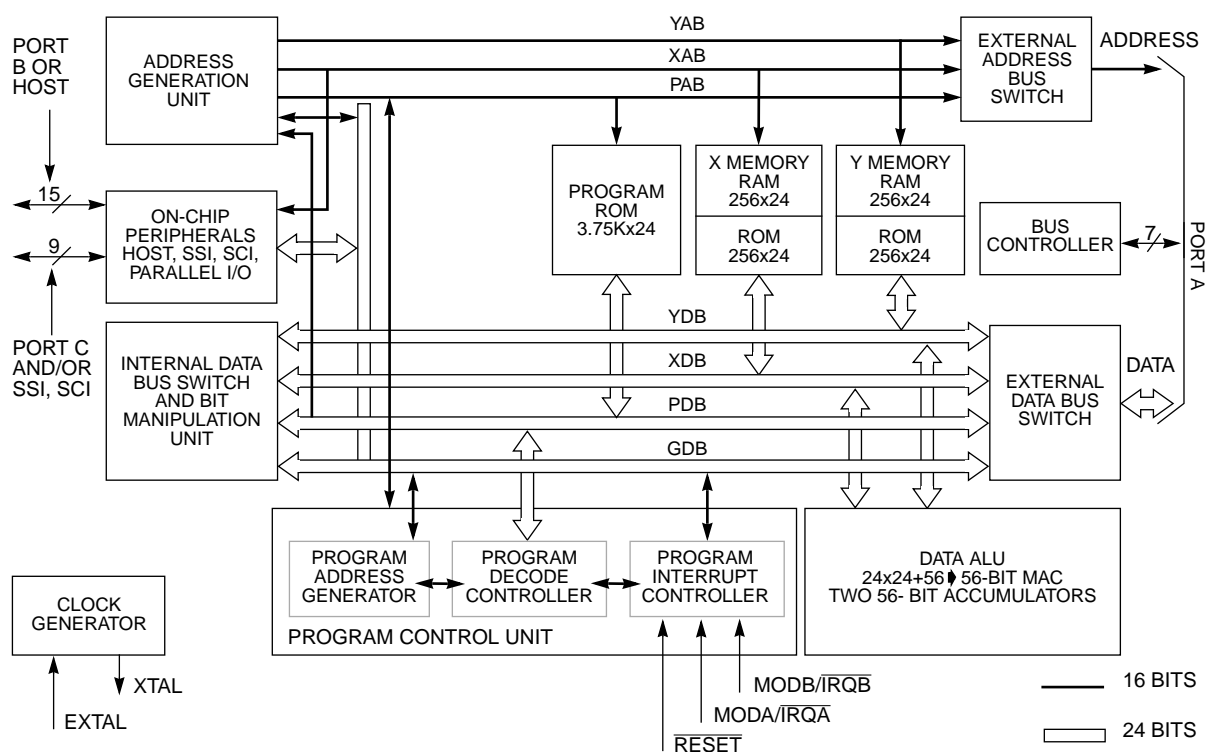 YAB
XAB
PAB
PORT
B OR
HOST
ADDRESS
GENERATION
UNIT
EXTERNAL
ADDRESS
BUS
SWITCH
ADDRESS
15
9
ON-CHIP
PERIPHERALS
HOST, SSI, SCI,
PARALLEL I/O
PROGRAM
ROM
3.75Kx24
X MEMORY
RAM
256x24
ROM
256x24
Y MEMORY
RAM
256x24
ROM
256x24
BUS
CONTROLLER
7
PORT A
PORT C
AND/OR
SSI, SCI
INTERNAL DATA
BUS SWITCH
AND BIT
MANIPULATION
UNIT
YDB
XDB
PDB
GDB
EXTERNAL
DATA BUS
SWITCH
DATA
PROGRAM
ADDRESS
GENERATOR
PROGRAM
DECODE
CONTROLLER
PROGRAM
INTERRUPT
CONTROLLER
PROGRAM CONTROL UNIT
DATA ALU
24x24+56 56-BIT MAC
TWO 56- BIT ACCUMULATORS
CLOCK
GENERATOR
XTAL
EXTAL
MODB/IRQB
MODA/IRQA
RESET
16 BITS
24 BITS